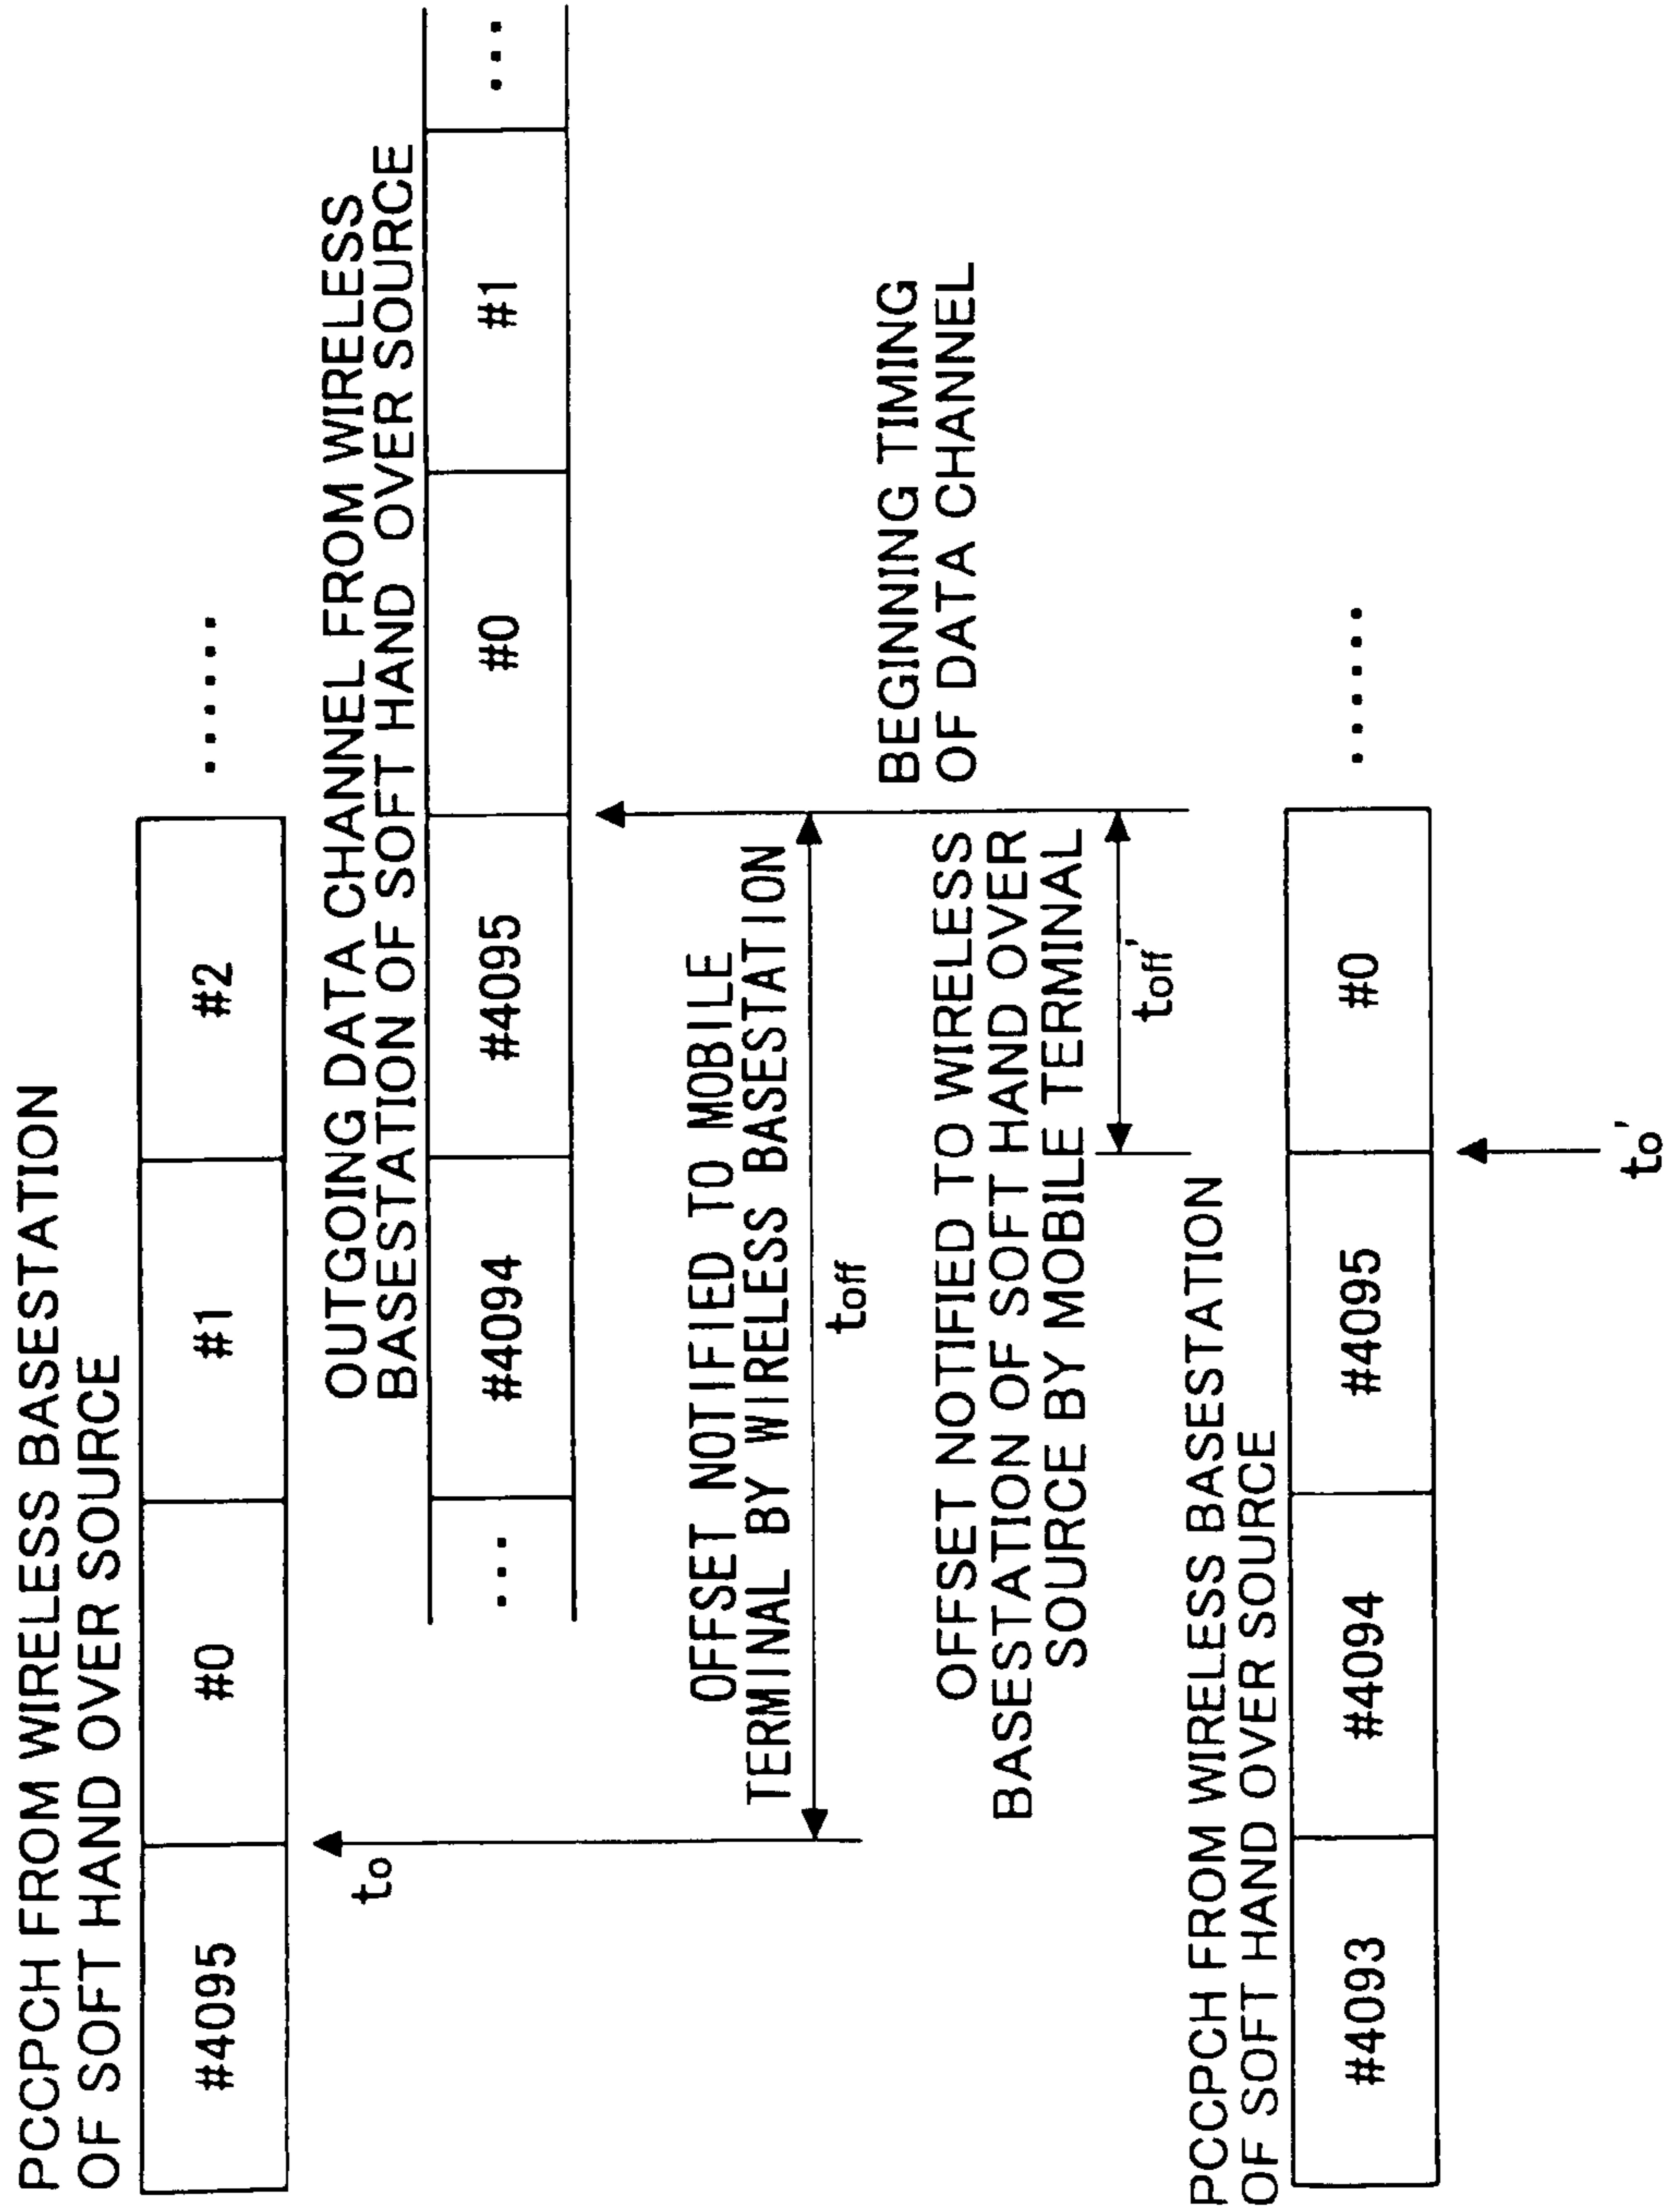 PCCPCH FROM WIRELESS BASESTATION
OF SOFT HAND OVER SOURCE
#4095 #0 #1 #2 ......
OUTGOING DATA CHANNEL FROM WIRELESS
BASESTATION OF SOFT HAND OVER SOURCE
... #4094 #4095 #0 #1 ...
to
OFFSET NOTIFIED TO MOBILE
TERMINAL BY WIRELESS BASESTATION
toff
BEGINNING TIMING
OF DATA CHANNEL
OFFSET NOTIFIED TO WIRELESS
BASESTATION OF SOFT HAND OVER
SOURCE BY MOBILE TERMINAL
toff'
PCCPCH FROM WIRELESS BASESTATION
OF SOFT HAND OVER SOURCE
#4093 #4094 #4095 #0 ......
to'